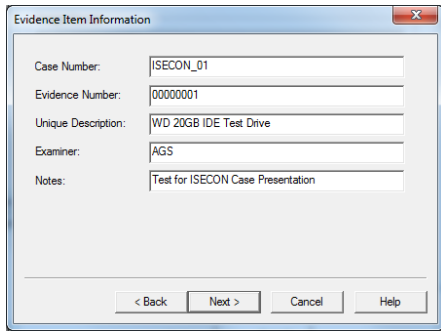 Evidence Item Information
Case Number: ISECON_01
Evidence Number: 00000001
Unique Description: WD 20GB IDE Test Drive
Examiner: AGS
Notes: Test for ISECON Case Presentation
< Back Next > Cancel Help